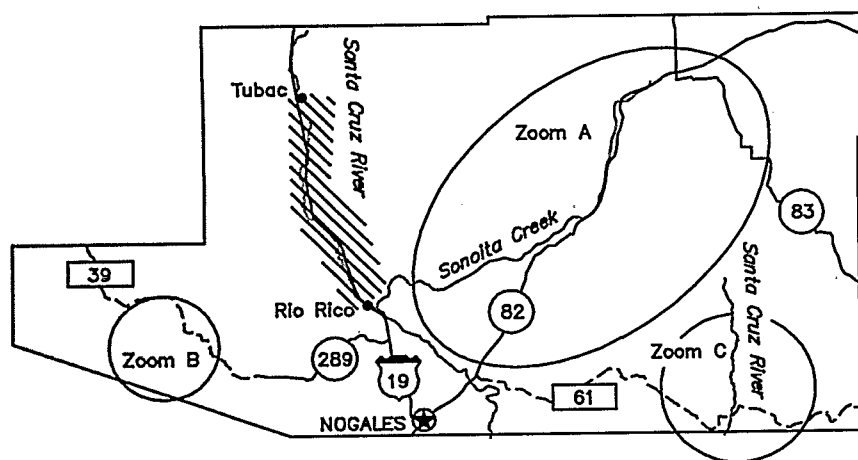 Tubac
Santa Cruz River
Zoom A
83
Sonoita Creek
39
Santa Cruz River
Rio Rico
82
Zoom B
289
Zoom C
19
61
NOGALES